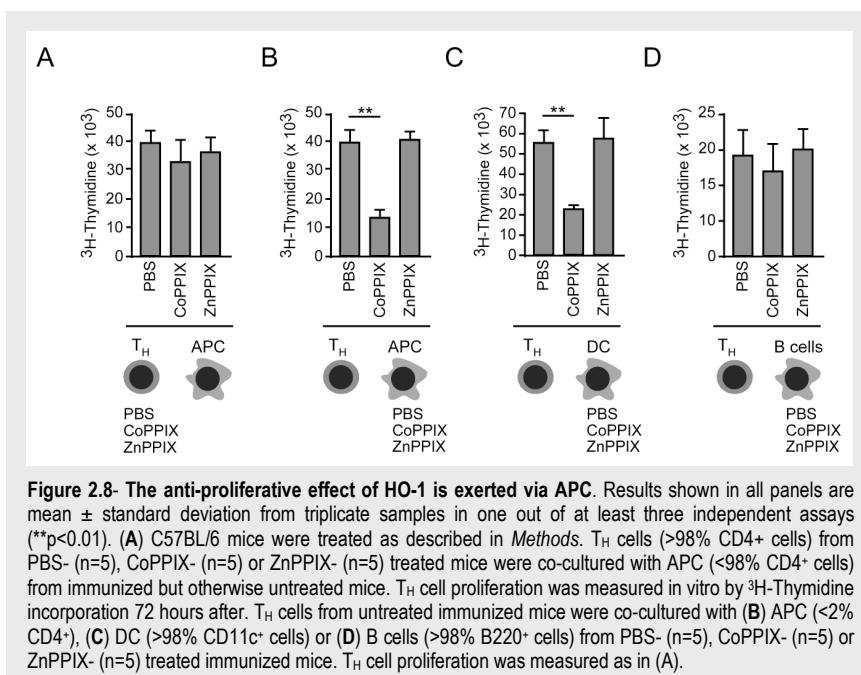 A B C D
50
40
30
20
10
0
³H-Thymidine (x 10³)
PBS
CoPPIX
ZnPPIX
T_H APC
PBS
CoPPIX
ZnPPIX
50
40
30
20
10
0
³H-Thymidine (x 10³)
**
PBS
CoPPIX
ZnPPIX
T_H APC
PBS
CoPPIX
ZnPPIX
70
60
50
40
30
20
10
0
³H-Thymidine (x 10³)
**
PBS
CoPPIX
ZnPPIX
T_H DC
PBS
CoPPIX
ZnPPIX
25
20
15
10
0
³H-Thymidine (x 10³)
PBS
CoPPIX
ZnPPIX
T_H B cells
PBS
CoPPIX
ZnPPIX
Figure 2.8- The anti-proliferative effect of HO-1 is exerted via APC. Results shown in all panels are
mean ± standard deviation from triplicate samples in one out of at least three independent assays
(**p<0.01). (A) C57BL/6 mice were treated as described in Methods. T_H cells (>98% CD4+ cells) from
PBS- (n=5), CoPPIX- (n=5) or ZnPPIX- (n=5) treated mice were co-cultured with APC (<98% CD4⁺ cells)
from immunized but otherwise untreated mice. T_H cell proliferation was measured in vitro by ³H-Thymidine
incorporation 72 hours after. T_H cells from untreated immunized mice were co-cultured with (B) APC (<2%
CD4⁺), (C) DC (>98% CD11c⁺ cells) or (D) B cells (>98% B220⁺ cells) from PBS- (n=5), CoPPIX- (n=5) or
ZnPPIX- (n=5) treated immunized mice. T_H cell proliferation was measured as in (A).